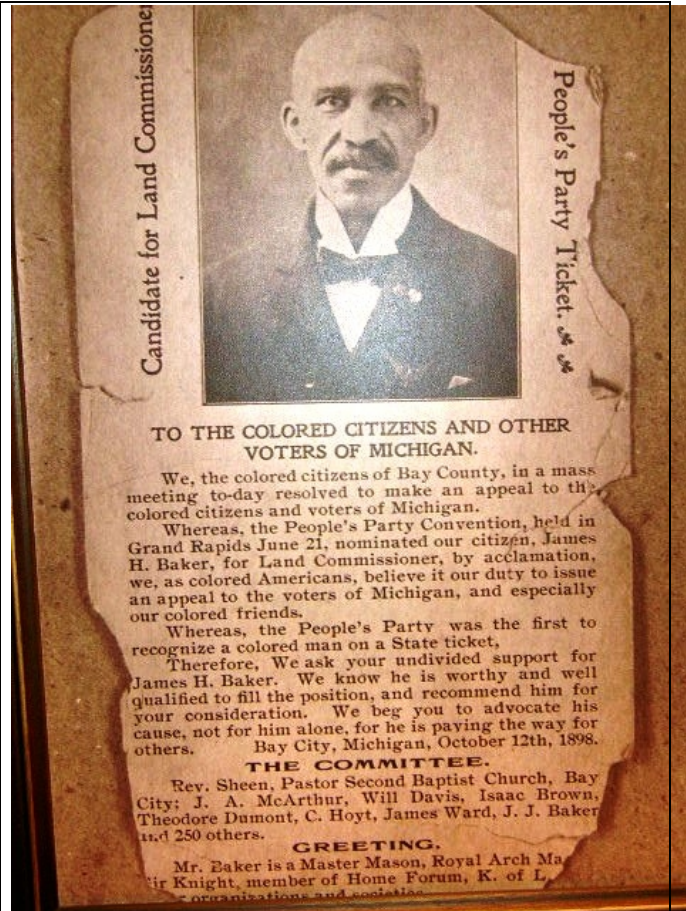 Candidate for Land Commissioner
People's Party Ticket.
TO THE COLORED CITIZENS AND OTHER
VOTERS OF MICHIGAN.
We, the colored citizens of Bay County, in a mass
meeting to-day resolved to make an appeal to the
colored citizens and voters of Michigan.
Whereas, the People's Party Convention, held in
Grand Rapids June 21, nominated our citizen, James
H. Baker, for Land Commissioner, by acclamation,
we, as colored Americans, believe it our duty to issue
an appeal to the voters of Michigan, and especially
our colored friends.
Whereas, the People's Party was the first to
recognize a colored man on a State ticket,
Therefore, We ask your undivided support for
James H. Baker. We know he is worthy and well
qualified to fill the position, and recommend him for
your consideration. We beg you to advocate his
cause, not for him alone, for he is paving the way for
others. Bay City, Michigan, October 12th, 1898.
THE COMMITTEE.
Rev. Sheen, Pastor Second Baptist Church, Bay
City; J. A. McArthur, Will Davis, Isaac Brown,
Theodore Dumont, C. Hoyt, James Ward, J. J. Baker
and 250 others.
GREETING.
Mr. Baker is a Master Mason, Royal Arch Ma
ir Knight, member of Home Forum, K. of L.
organizations and societies